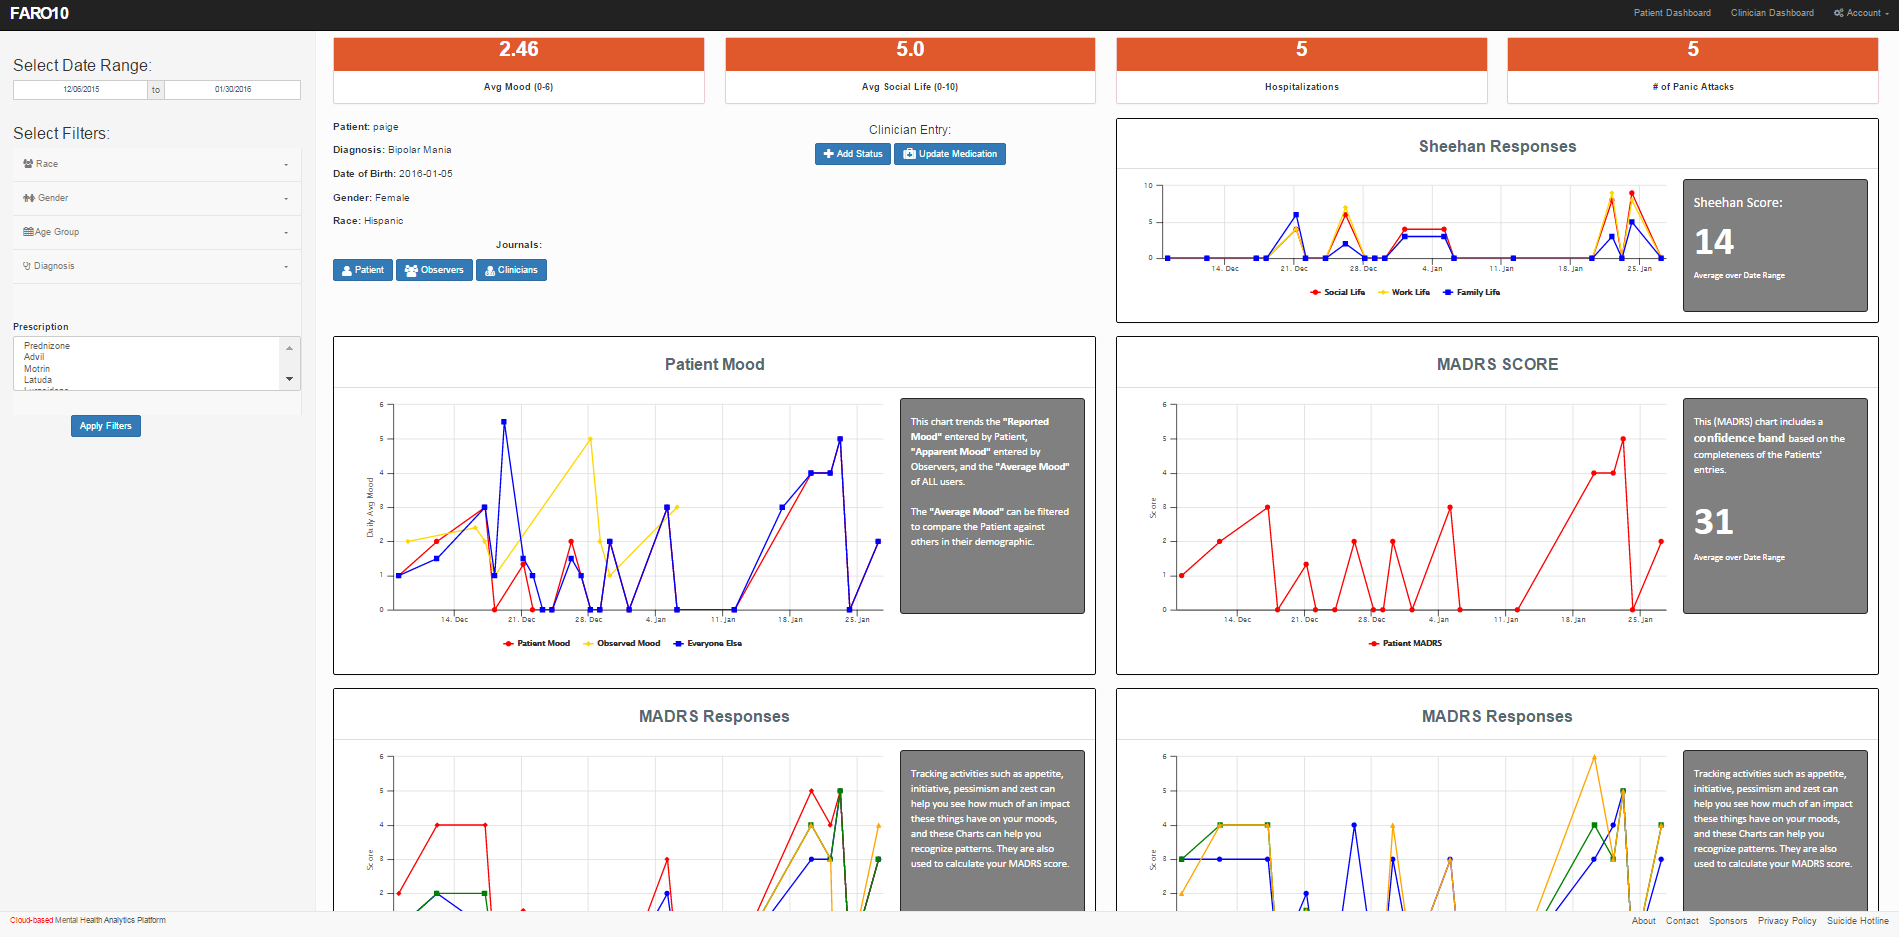 FARO10
Patient Dashboard Clinician Dashboard Account
Select Date Range:
12/06/2015 to 01/30/2016
Select Filters:
Race
Gender
Age Group
Diagnosis
Prescription
Prednizone
Advil
Motrin
Latuda
Apply Filters
2.46
Avg Mood (0-6)
5.0
Avg Social Life (0-10)
5
Hospitalizations
5
# of Panic Attacks
Patient: paige
Diagnosis: Bipolar Mania
Date of Birth: 2016-01-05
Gender: Female
Race: Hispanic
Journals:
Patient Observers Clinicians
Clinician Entry:
Add Status Update Medication
Sheehan Responses
10
5
0
14. Dec 21. Dec 28. Dec 4. Jan 11. Jan 18. Jan 25. Jan
Social Life Work Life Family Life
Sheehan Score:
14
Average over Date Range
Patient Mood
Daily Avg Mood
6
5
4
3
2
1
0
14. Dec 21. Dec 28. Dec 4. Jan 11. Jan 18. Jan 25. Jan
Patient Mood Observed Mood Everyone Else
This chart trends the "Reported
Mood" entered by Patient,
"Apparent Mood" entered by
Observers, and the "Average Mood"
of ALL users.
The "Average Mood" can be filtered
to compare the Patient against
others in their demographic.
MADRS SCORE
Score
6
5
4
3
2
1
0
14. Dec 21. Dec 28. Dec 4. Jan 11. Jan 18. Jan 25. Jan
Patient MADRS
This (MADRS) chart includes a
confidence band based on the
completeness of the Patients'
entries.
31
Average over Date Range
MADRS Responses
Score
6
5
4
3
2
Tracking activities such as appetite,
initiative, pessimism and zest can
help you see how much of an impact
these things have on your moods,
and these Charts can help you
recognize patterns. They are also
used to calculate your MADRS score.
MADRS Responses
Score
6
5
4
3
2
Tracking activities such as appetite,
initiative, pessimism and zest can
help you see how much of an impact
these things have on your moods,
and these Charts can help you
recognize patterns. They are also
used to calculate your MADRS score.
Cloud-based Mental Health Analytics Platform
About Contact Sponsors Privacy Policy Suicide Hotline